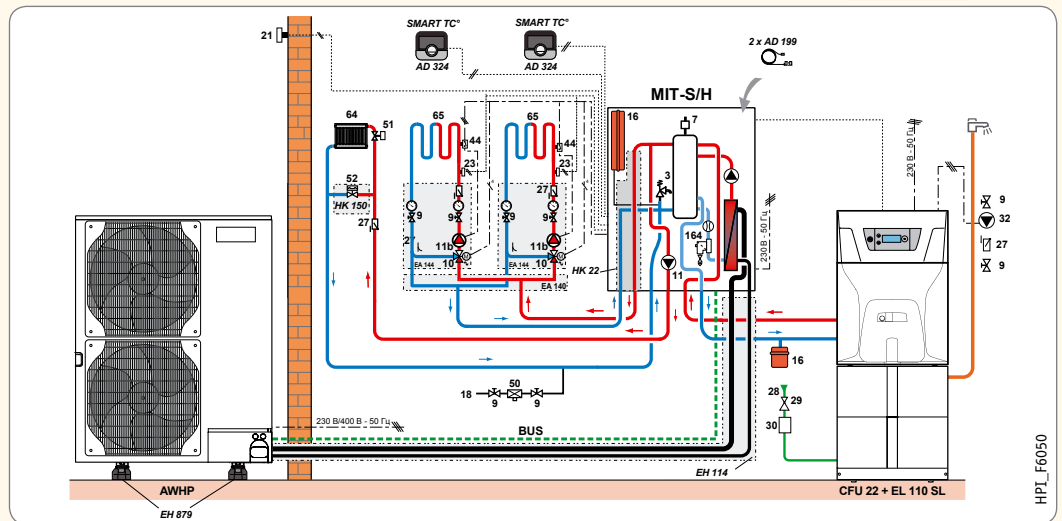 21
SMART TC°
AD 324
SMART TC°
AD 324
2 x AD 199
MIT-S/H
16
7
3
164
11
HK 22
230 В - 50 Гц
230 В - 50 Гц
64
51
52
HK 150
27
65
44
23
27
9
9
2
11b
10
EA 144
65
44
23
27
9
9
11b
10
EA 144
EA 140
18
9
50
9
16
28
29
30
9
32
27
9
230 В/400 В - 50 Гц
BUS
EH 114
AWHP
EH 879
CFU 22 + EL 110 SL
HPI_F6050